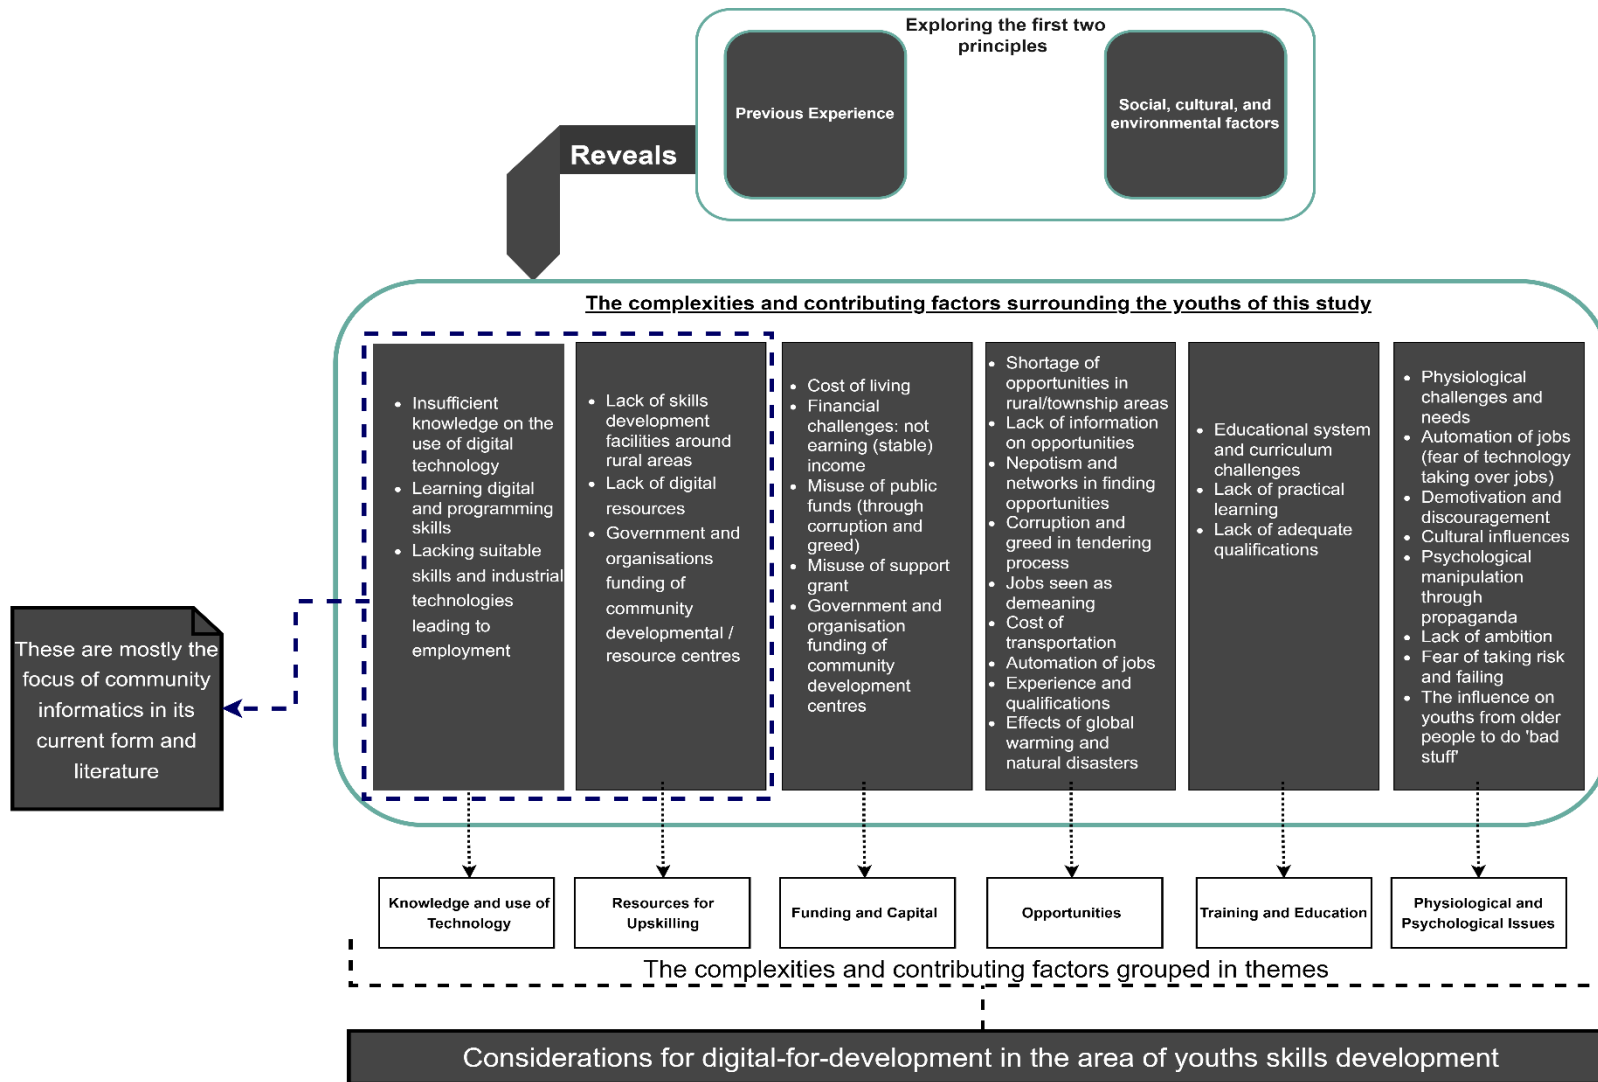 Exploring the first two
principles
Previous Experience
Social, cultural, and
environmental factors
Reveals
The complexities and contributing factors surrounding the youths of this study
• Insufficient
knowledge on the
use of digital
technology
• Learning digital
and programming
skills
• Lacking suitable
skills and industrial
technologies
leading to
employment
• Lack of skills
development
facilities around
rural areas
• Lack of digital
resources
• Government and
organisations
funding of
community
developmental /
resource centres
• Cost of living
• Financial
challenges: not
earning (stable)
income
• Misuse of public
funds (through
corruption and
greed)
• Misuse of support
grant
• Government and
organisation
funding of
community
development
centres
• Shortage of
opportunities in
rural/township areas
• Lack of information
on opportunities
• Nepotism and
networks in finding
opportunities
• Corruption and
greed in tendering
process
• Jobs seen as
demeaning
• Cost of
transportation
• Automation of jobs
• Experience and
qualifications
• Effects of global
warming and
natural disasters
• Educational system
and curriculum
challenges
• Lack of practical
learning
• Lack of adequate
qualifications
• Physiological
challenges and
needs
• Automation of jobs
(fear of technology
taking over jobs)
• Demotivation and
discouragement
• Cultural influences
• Psychological
manipulation
through
propaganda
• Lack of ambition
• Fear of taking risk
and failing
• The influence on
youths from older
people to do 'bad
stuff'
These are mostly the
focus of community
informatics in its
current form and
literature
Knowledge and use of
Technology
Resources for
Upskilling
Funding and Capital
Opportunities
Training and Education
Physiological and
Psychological Issues
The complexities and contributing factors grouped in themes
Considerations for digital-for-development in the area of youths skills development